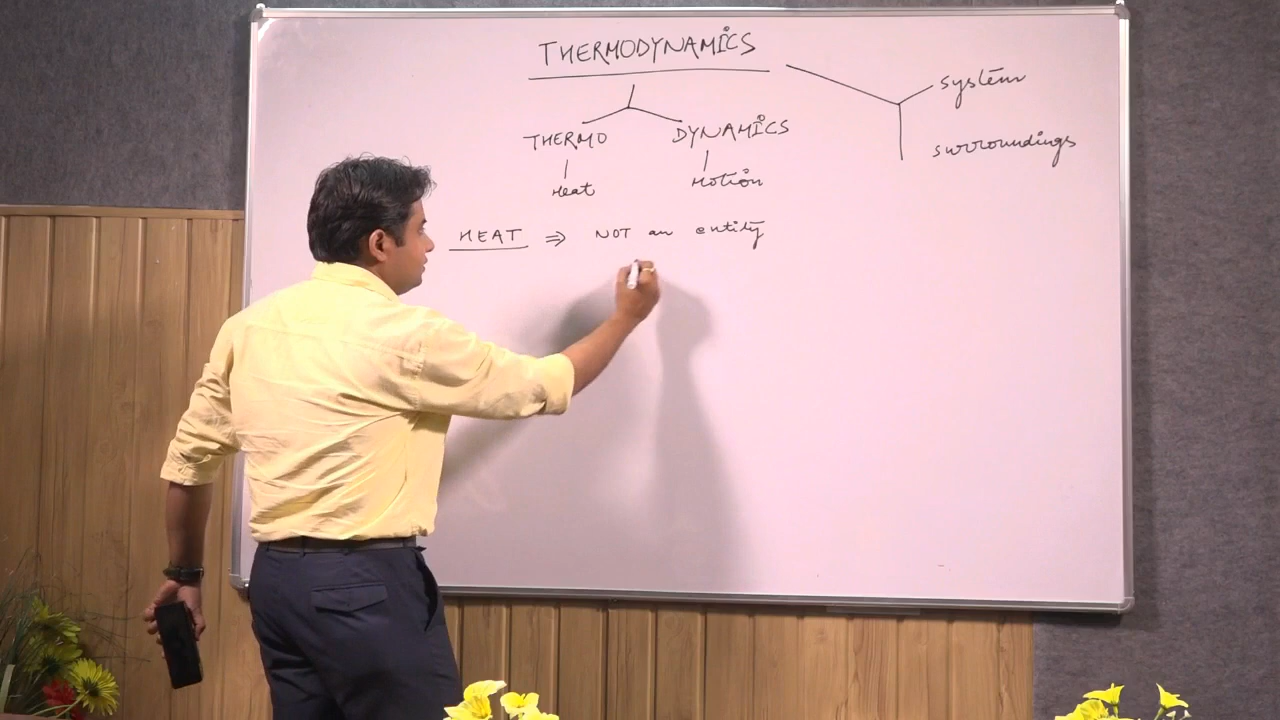 THERMODYNAMICS
system
surroundings
THERMO DYNAMICS
Heat Motion
HEAT ⇒ NOT an entity